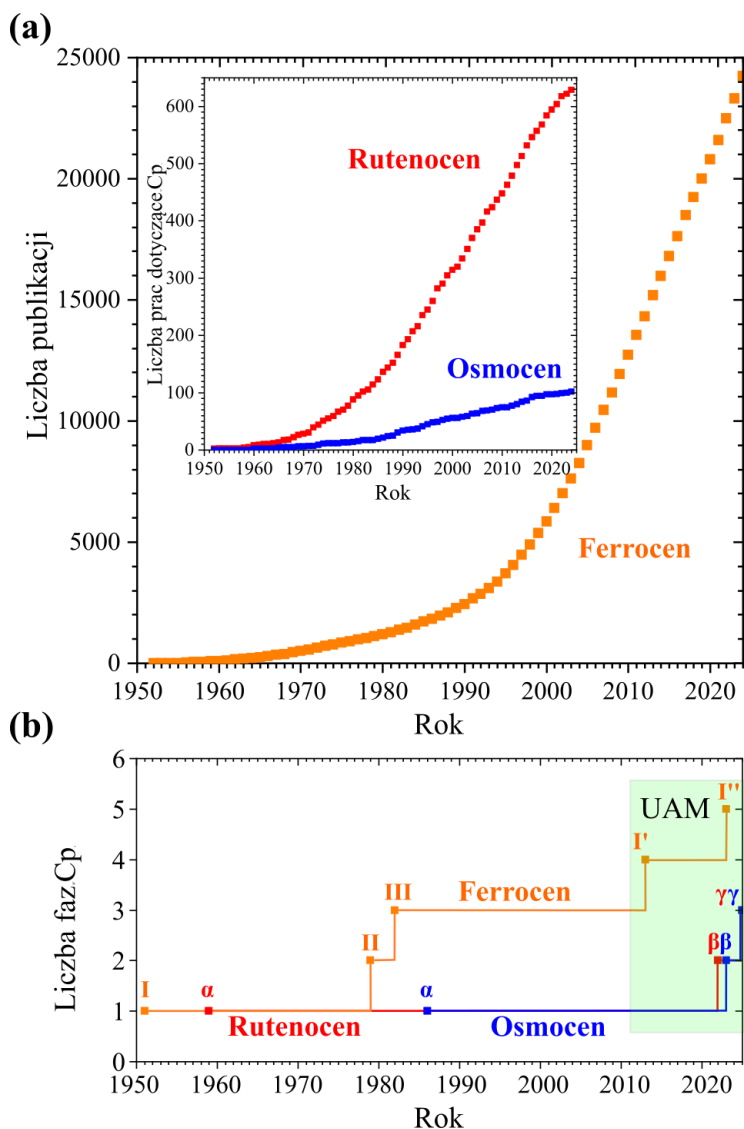 (a)
25000
20000
15000
10000
5000
0
Liczba publikacji
600
500
400
300
200
100
0
Liczba prac dotyczące.Cp
Rutenocen
Osmocen
1950 1960 1970 1980 1990 2000 2010 2020
Rok
Ferrocen
1950 1960 1970 1980 1990 2000 2010 2020
Rok
(b)
6
5
4
3
2
1
0
Liczba faz.Cp.
UAM
I''
I'
III
Ferrocen
γγ
II
ββ
I
α
α
Rutenocen
Osmocen
1950 1960 1970 1980 1990 2000 2010 2020
Rok